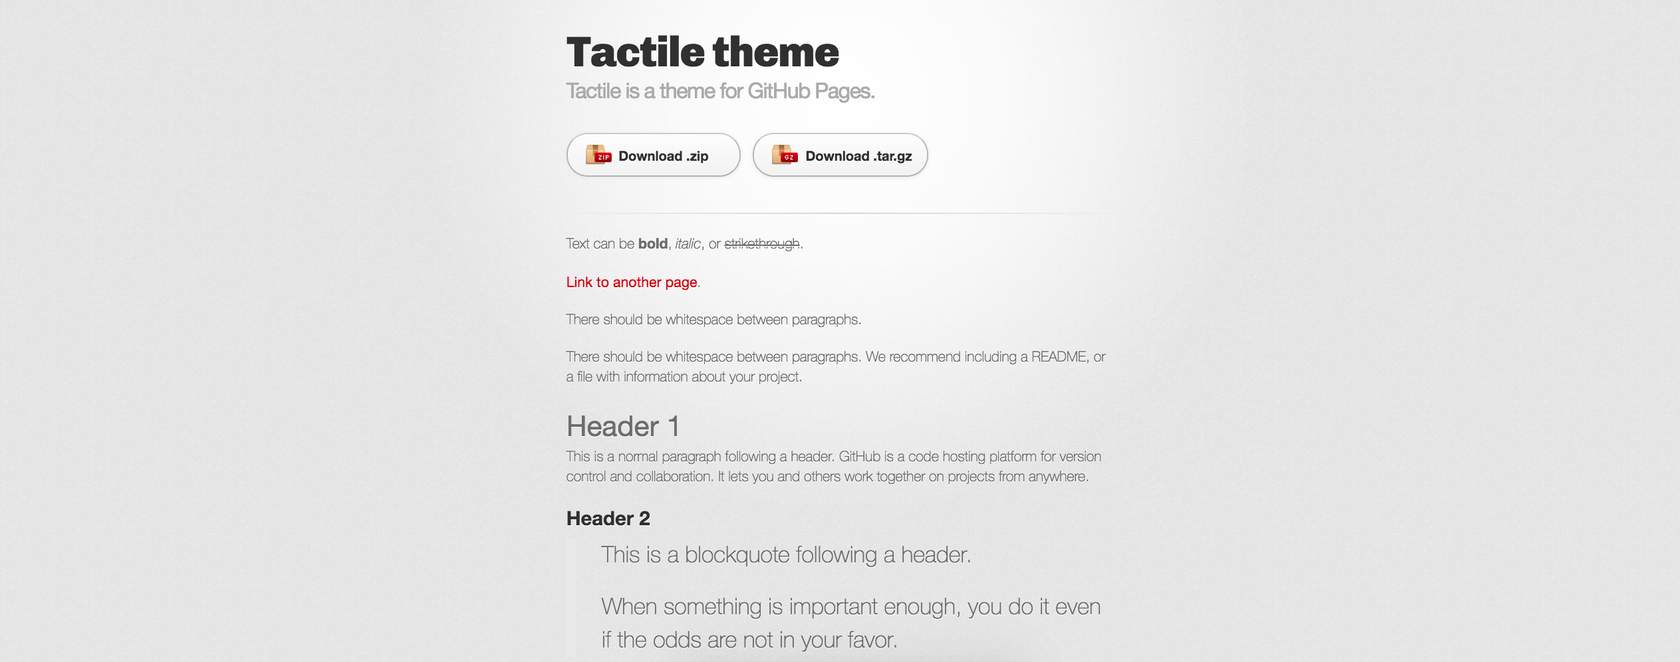 Tactile theme
Tactile is a theme for GitHub Pages.
ZIP Download .zip
GZ Download .tar.gz
Text can be bold, italic, or strikethrough.
Link to another page.
There should be whitespace between paragraphs.
There should be whitespace between paragraphs. We recommend including a README, or
a file with information about your project.
Header 1
This is a normal paragraph following a header. GitHub is a code hosting platform for version
control and collaboration. It lets you and others work together on projects from anywhere.
Header 2
This is a blockquote following a header.
When something is important enough, you do it even
if the odds are not in your favor.